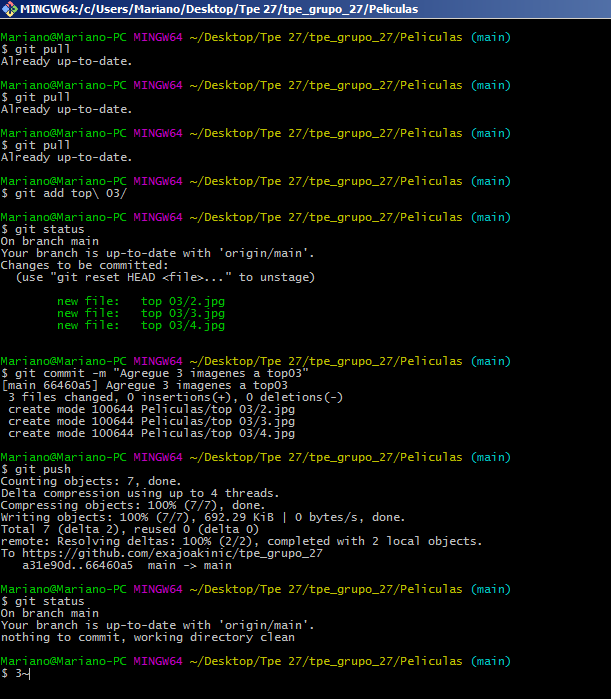 MINGW64:/c/Users/Mariano/Desktop/Tpe 27/tpe_grupo_27/Peliculas
Mariano@Mariano-PC MINGW64 ~/Desktop/Tpe 27/tpe_grupo_27/Peliculas (main)
$ git pull
Already up-to-date.
Mariano@Mariano-PC MINGW64 ~/Desktop/Tpe 27/tpe_grupo_27/Peliculas (main)
$ git pull
Already up-to-date.
Mariano@Mariano-PC MINGW64 ~/Desktop/Tpe 27/tpe_grupo_27/Peliculas (main)
$ git pull
Already up-to-date.
Mariano@Mariano-PC MINGW64 ~/Desktop/Tpe 27/tpe_grupo_27/Peliculas (main)
$ git add top\ 03/
Mariano@Mariano-PC MINGW64 ~/Desktop/Tpe 27/tpe_grupo_27/Peliculas (main)
$ git status
On branch main
Your branch is up-to-date with 'origin/main'.
Changes to be committed:
  (use "git reset HEAD <file>..." to unstage)
        new file:   top 03/2.jpg
        new file:   top 03/3.jpg
        new file:   top 03/4.jpg
Mariano@Mariano-PC MINGW64 ~/Desktop/Tpe 27/tpe_grupo_27/Peliculas (main)
$ git commit -m "Agregue 3 imagenes a top03"
[main 66460a5] Agregue 3 imagenes a top03
 3 files changed, 0 insertions(+), 0 deletions(-)
 create mode 100644 Peliculas/top 03/2.jpg
 create mode 100644 Peliculas/top 03/3.jpg
 create mode 100644 Peliculas/top 03/4.jpg
Mariano@Mariano-PC MINGW64 ~/Desktop/Tpe 27/tpe_grupo_27/Peliculas (main)
$ git push
Counting objects: 7, done.
Delta compression using up to 4 threads.
Compressing objects: 100% (7/7), done.
Writing objects: 100% (7/7), 692.29 KiB | 0 bytes/s, done.
Total 7 (delta 2), reused 0 (delta 0)
remote: Resolving deltas: 100% (2/2), completed with 2 local objects.
To https://github.com/exajoakinic/tpe_grupo_27
   a31e90d..66460a5  main -> main
Mariano@Mariano-PC MINGW64 ~/Desktop/Tpe 27/tpe_grupo_27/Peliculas (main)
$ git status
On branch main
Your branch is up-to-date with 'origin/main'.
nothing to commit, working directory clean
Mariano@Mariano-PC MINGW64 ~/Desktop/Tpe 27/tpe_grupo_27/Peliculas (main)
$ 3~